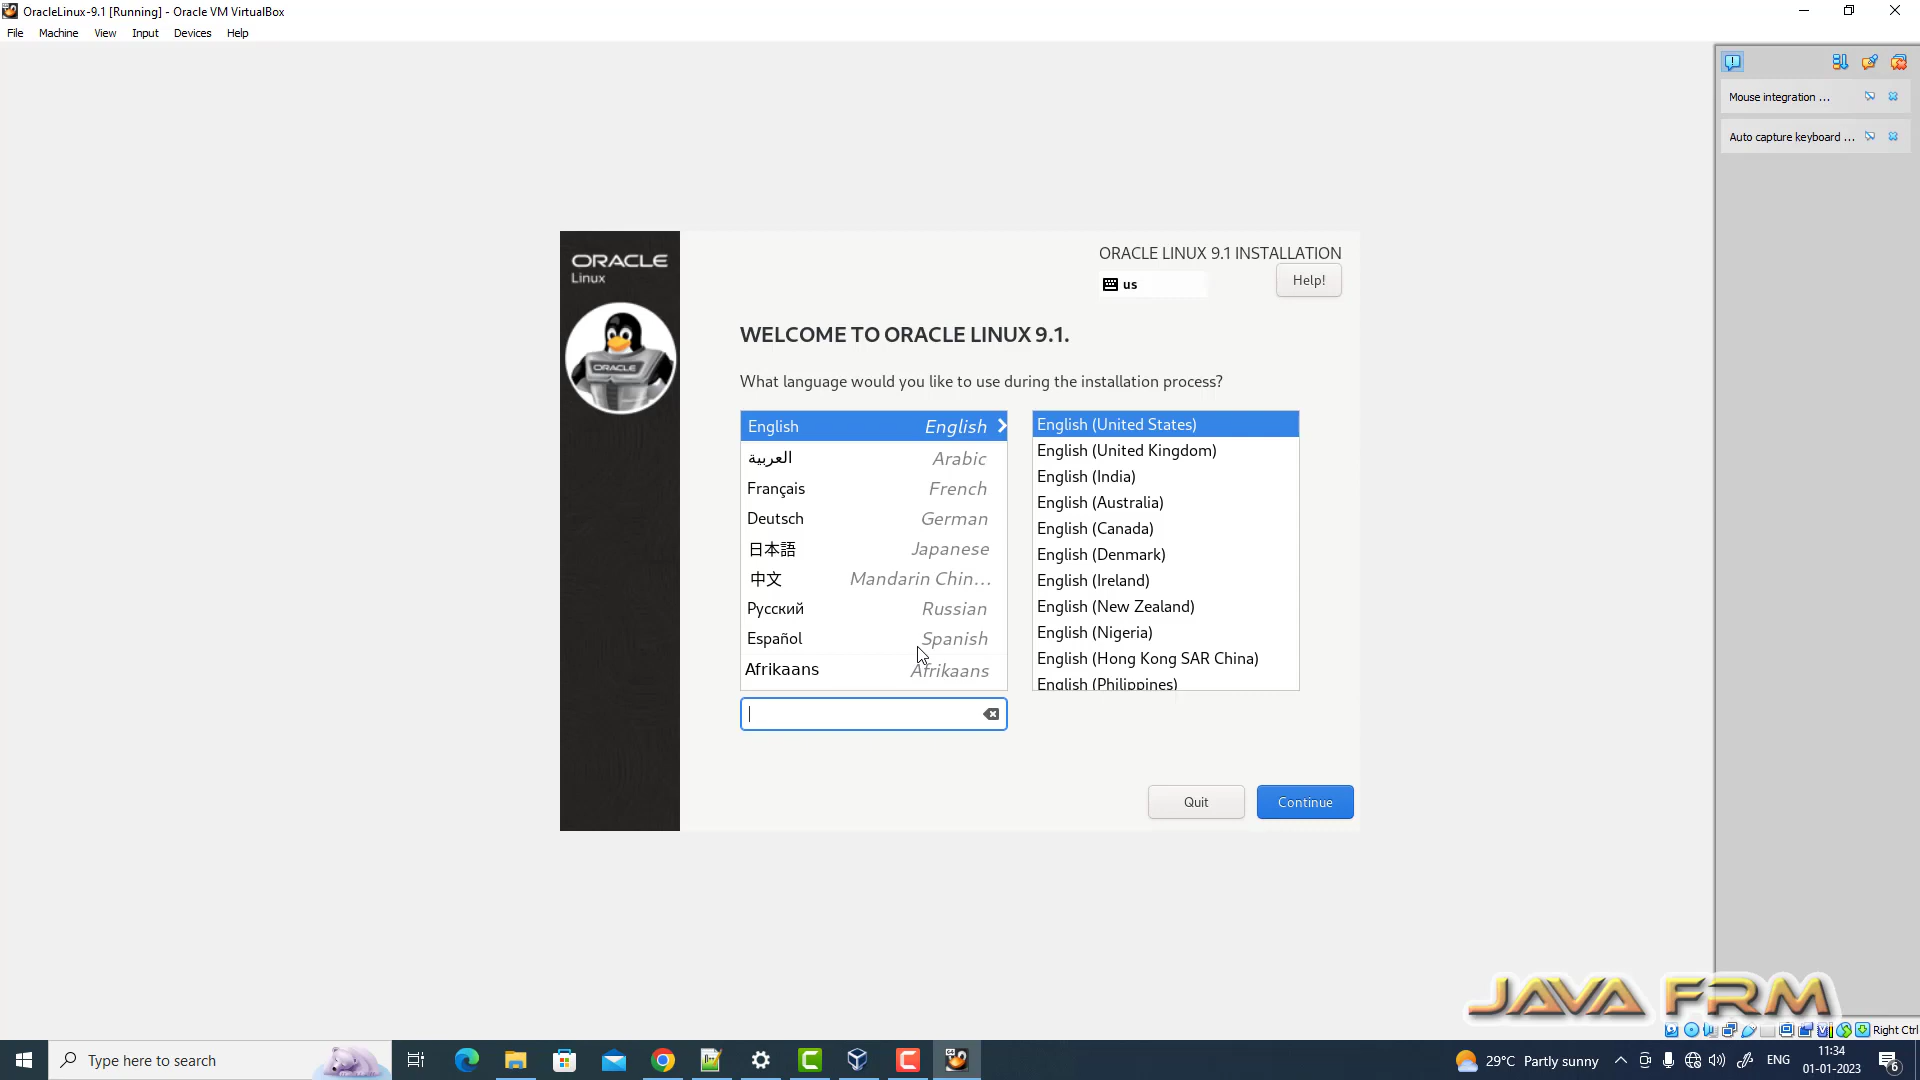 OracleLinux-9.1 [Running] - Oracle VM VirtualBox
File Machine View Input Devices Help
Mouse integration ...
Auto capture keyboard ...
ORACLE
Linux
ORACLE
ORACLE LINUX 9.1 INSTALLATION
us
Help!
WELCOME TO ORACLE LINUX 9.1.
What language would you like to use during the installation process?
English English
العربية Arabic
Français French
Deutsch German
日本語 Japanese
中文 Mandarin Chin...
Русский Russian
Español Spanish
Afrikaans Afrikaans
English (United States)
English (United Kingdom)
English (India)
English (Australia)
English (Canada)
English (Denmark)
English (Ireland)
English (New Zealand)
English (Nigeria)
English (Hong Kong SAR China)
English (Philippines)
Quit Continue
JAVA FRM
Right Ctrl
Type here to search
29°C Partly sunny
ENG
11:34
01-01-2023
6